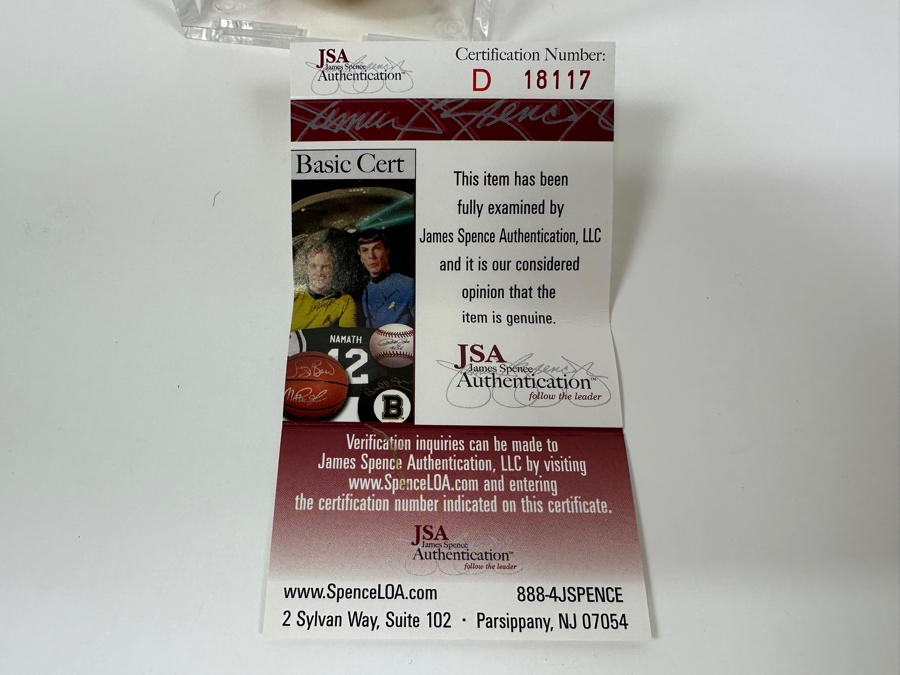 JSA
James Spence
Authentication™
Certification Number:
D 18117
Basic Cert
This item has been
fully examined by
James Spence Authentication, LLC
and it is our considered
opinion that the
item is genuine.
NAMATH
12
B
JSA
James Spence
Authentication™
follow the leader
Verification inquiries can be made to
James Spence Authentication, LLC by visiting
www.SpenceLOA.com and entering
the certification number indicated on this certificate.
JSA
James Spence
Authentication™
follow the leader
www.SpenceLOA.com 888-4JSPENCE
2 Sylvan Way, Suite 102 · Parsippany, NJ 07054